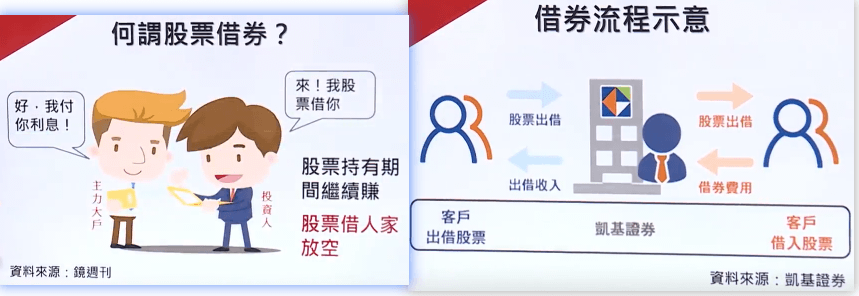 何謂股票借券？
好，我付
你利息！
來！我股
票借你
主力大戶
投資人
股票持有期
間繼續賺
股票借人家
放空
資料來源：鏡週刊
借券流程示意
股票出借
股票出借
出借收入
借券費用
客戶
出借股票
凱基證券
客戶
借入股票
資料來源：凱基證券